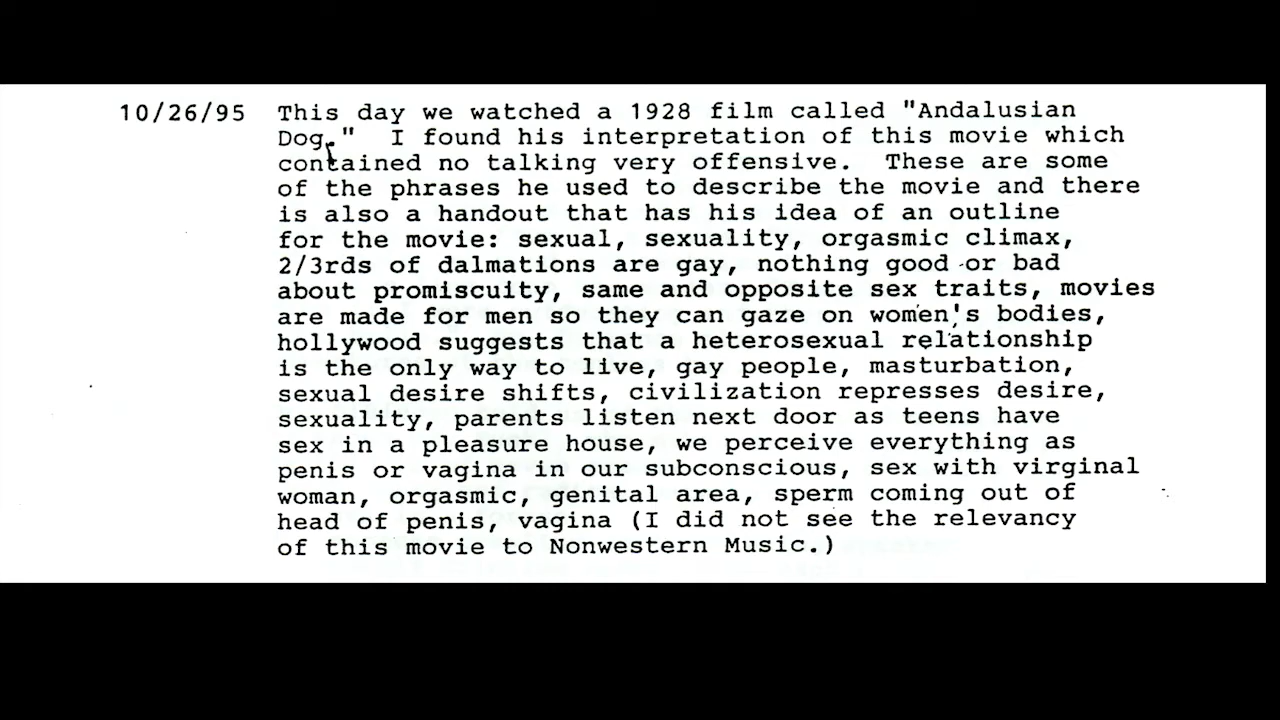 10/26/95 This day we watched a 1928 film called "Andalusian
Dog." I found his interpretation of this movie which
contained no talking very offensive. These are some
of the phrases he used to describe the movie and there
is also a handout that has his idea of an outline
for the movie: sexual, sexuality, orgasmic climax,
2/3rds of dalmations are gay, nothing good or bad
about promiscuity, same and opposite sex traits, movies
are made for men so they can gaze on women's bodies,
hollywood suggests that a heterosexual relationship
is the only way to live, gay people, masturbation,
sexual desire shifts, civilization represses desire,
sexuality, parents listen next door as teens have
sex in a pleasure house, we perceive everything as
penis or vagina in our subconscious, sex with virginal
woman, orgasmic, genital area, sperm coming out of
head of penis, vagina (I did not see the relevancy
of this movie to Nonwestern Music.)